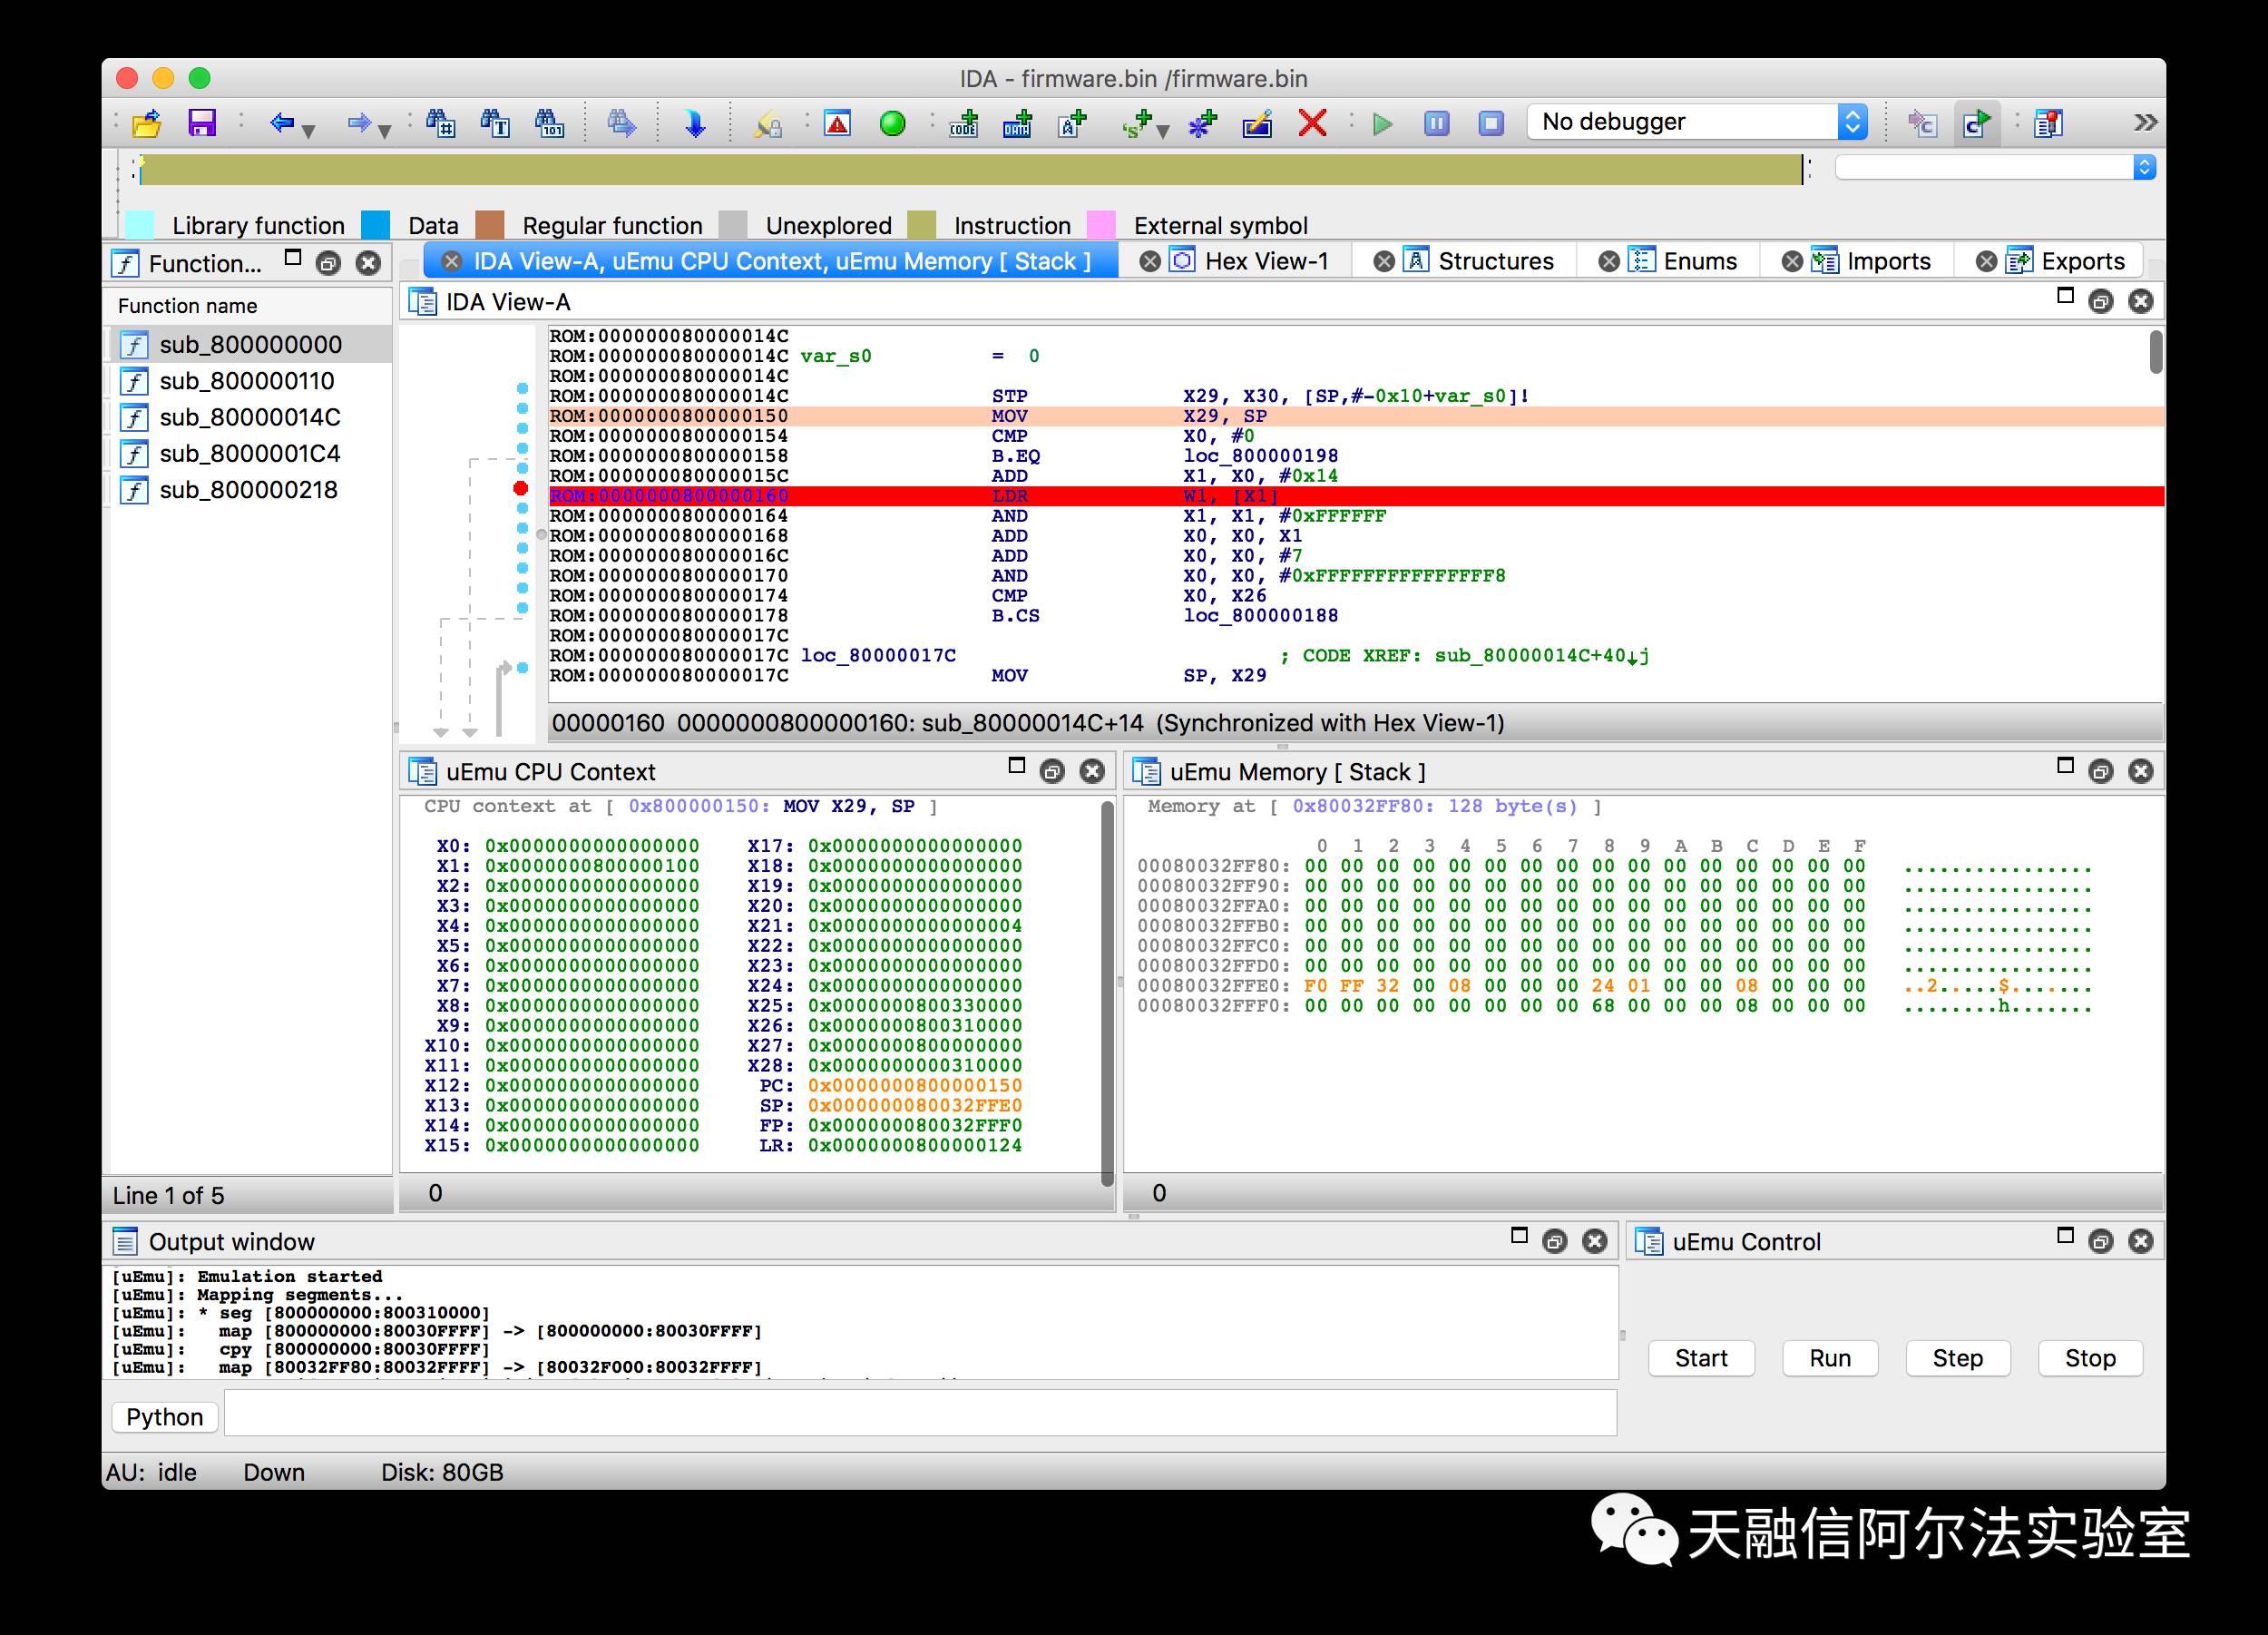 IDA - firmware.bin /firmware.bin
No debugger
Library function Data Regular function Unexplored Instruction External symbol
Function...
IDA View-A, uEmu CPU Context, uEmu Memory [ Stack ]
Hex View-1
Structures
Enums
Imports
Exports
Function name
sub_800000000
sub_800000110
sub_80000014C
sub_8000001C4
sub_800000218
Line 1 of 5
IDA View-A
ROM:000000080000014C
ROM:000000080000014C var_s0 = 0
ROM:000000080000014C
ROM:000000080000014C STP X29, X30, [SP,#-0x10+var_s0]!
ROM:0000000800000150 MOV X29, SP
ROM:0000000800000154 CMP X0, #0
ROM:0000000800000158 B.EQ loc_800000198
ROM:000000080000015C ADD X1, X0, #0x14
ROM:0000000800000160 LDR W1, [X1]
ROM:0000000800000164 AND X1, X1, #0xFFFFFF
ROM:0000000800000168 ADD X0, X0, X1
ROM:000000080000016C ADD X0, X0, #7
ROM:0000000800000170 AND X0, X0, #0xFFFFFFFFFFFFFFF8
ROM:0000000800000174 CMP X0, X26
ROM:0000000800000178 B.CS loc_800000188
ROM:000000080000017C
ROM:000000080000017C loc_80000017C ; CODE XREF: sub_80000014C+40↓j
ROM:000000080000017C MOV SP, X29
00000160 0000000800000160: sub_80000014C+14 (Synchronized with Hex View-1)
uEmu CPU Context
CPU context at [ 0x800000150: MOV X29, SP ]
X0: 0x0000000000000000 X17: 0x0000000000000000
X1: 0x0000000800000100 X18: 0x0000000000000000
X2: 0x0000000000000000 X19: 0x0000000000000000
X3: 0x0000000000000000 X20: 0x0000000000000000
X4: 0x0000000000000000 X21: 0x0000000000000004
X5: 0x0000000000000000 X22: 0x0000000000000000
X6: 0x0000000000000000 X23: 0x0000000000000000
X7: 0x0000000000000000 X24: 0x0000000000000000
X8: 0x0000000000000000 X25: 0x0000000800330000
X9: 0x0000000000000000 X26: 0x0000000800310000
X10: 0x0000000000000000 X27: 0x0000000800000000
X11: 0x0000000000000000 X28: 0x0000000000310000
X12: 0x0000000000000000 PC: 0x0000000800000150
X13: 0x0000000000000000 SP: 0x000000080032FFE0
X14: 0x0000000000000000 FP: 0x000000080032FFF0
X15: 0x0000000000000000 LR: 0x0000000800000124
0
uEmu Memory [ Stack ]
Memory at [ 0x80032FF80: 128 byte(s) ]
0 1 2 3 4 5 6 7 8 9 A B C D E F
00080032FF80: 00 00 00 00 00 00 00 00 00 00 00 00 00 00 00 00 ................
00080032FF90: 00 00 00 00 00 00 00 00 00 00 00 00 00 00 00 00 ................
00080032FFA0: 00 00 00 00 00 00 00 00 00 00 00 00 00 00 00 00 ................
00080032FFB0: 00 00 00 00 00 00 00 00 00 00 00 00 00 00 00 00 ................
00080032FFC0: 00 00 00 00 00 00 00 00 00 00 00 00 00 00 00 00 ................
00080032FFD0: 00 00 00 00 00 00 00 00 00 00 00 00 00 00 00 00 ................
00080032FFE0: F0 FF 32 00 08 00 00 00 24 01 00 00 08 00 00 00 ..2.....$.......
00080032FFF0: 00 00 00 00 00 00 00 00 68 00 00 00 08 00 00 00 ........h.......
0
Output window
[uEmu]: Emulation started
[uEmu]: Mapping segments...
[uEmu]: * seg [800000000:800310000]
[uEmu]: map [800000000:80030FFFF] -> [800000000:80030FFFF]
[uEmu]: cpy [800000000:80030FFFF]
[uEmu]: map [80032FF80:80032FFFF] -> [80032F000:80032FFFF]
Python
uEmu Control
Start Run Step Stop
AU: idle Down Disk: 80GB
天融信阿尔法实验室